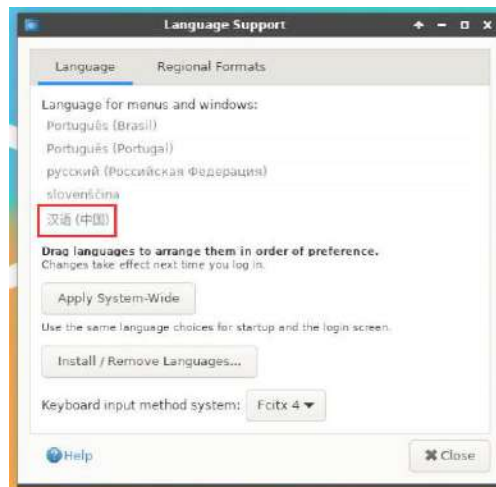 Language Support
Language Regional Formats
Language for menus and windows:
Português (Brasil)
Português (Portugal)
русский (Российская Федерация)
slovenščina
汉语 (中国)
Drag languages to arrange them in order of preference.
Changes take effect next time you log in.
Apply System-Wide
Use the same language choices for startup and the login screen.
Install / Remove Languages...
Keyboard input method system: Fcitx 4
Help Close